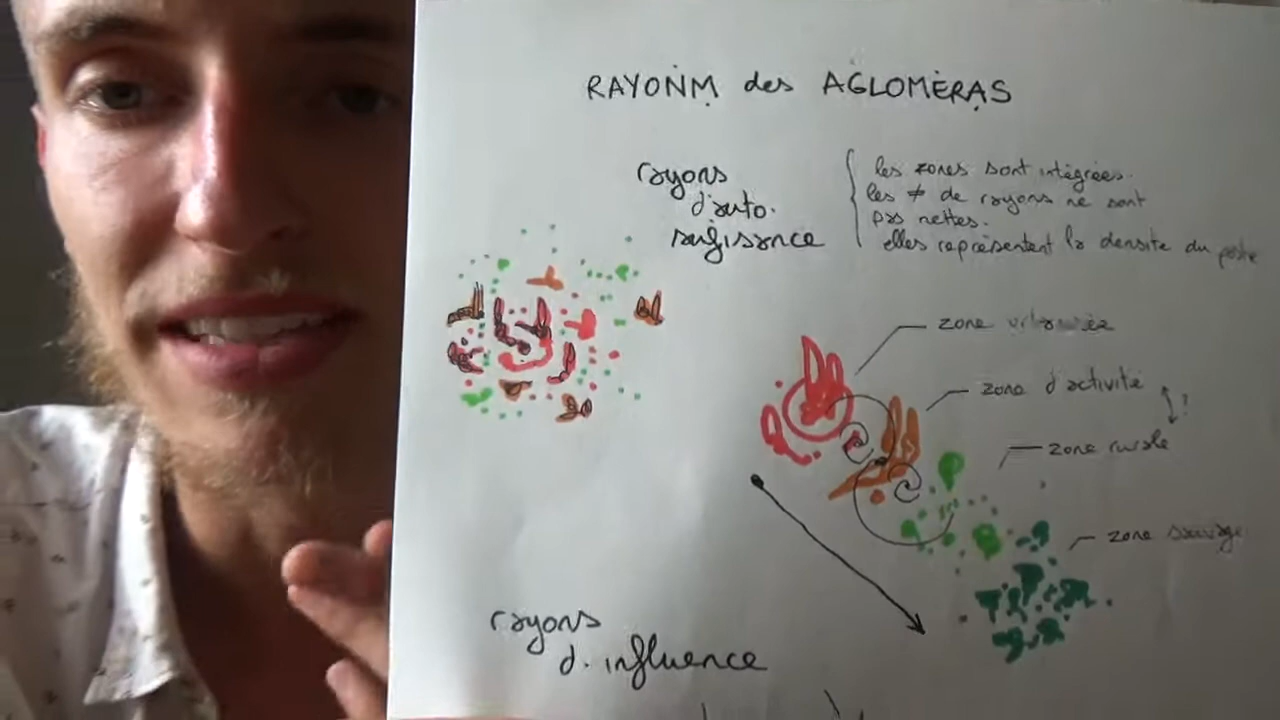 RAYONM des AGLOMÉRAS
rayons
d'auto.
suffisance
les zones sont intégrées.
les ≠ de rayons ne sont
pas nettes.
elles représentent la densité du
zone
zone d'activité
?
zone rurale
zone sauvage
rayons
d'influence